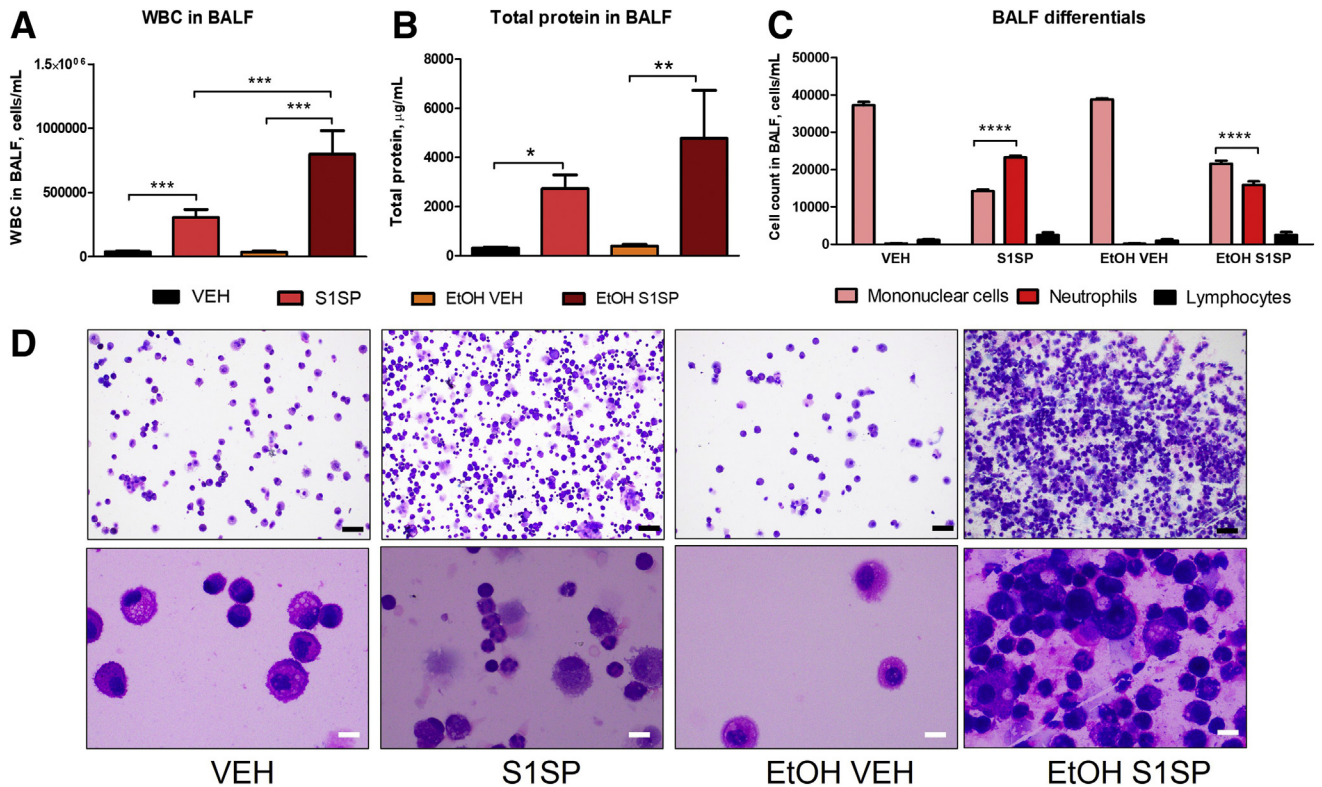 A
WBC in BALF
WBC in BALF, cells/mL
1.5×10⁰⁶
1000000
500000
0
***
***
***
B
Total protein in BALF
Total protein, µg/mL
8000
6000
4000
2000
0
*
**
VEH
S1SP
EtOH VEH
EtOH S1SP
C
BALF differentials
Cell count in BALF, cells/mL
50000
40000
30000
20000
10000
0
****
****
VEH
S1SP
EtOH VEH
EtOH S1SP
Mononuclear cells
Neutrophils
Lymphocytes
D
VEH
S1SP
EtOH VEH
EtOH S1SP